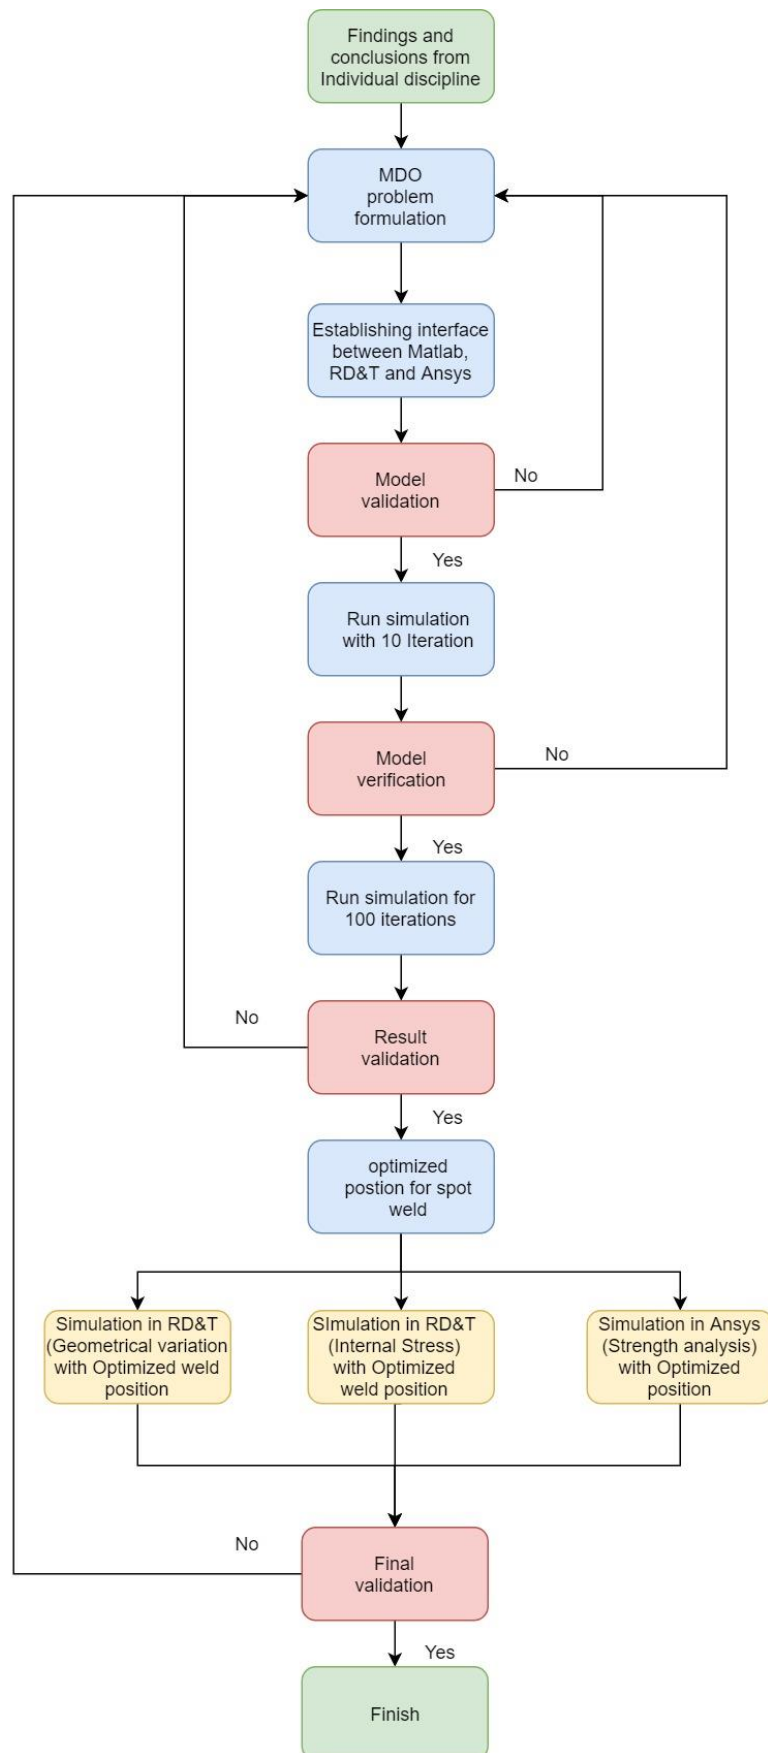 Findings and
conclusions from
Individual discipline
MDO
problem
formulation
Establishing interface
between Matlab,
RD&T and Ansys
Model
validation
No
Yes
Run simulation
with 10 Iteration
Model
verification
No
Yes
Run simulation for
100 iterations
No
Result
validation
Yes
optimized
postion for spot
weld
Simulation in RD&T
(Geometrical variation
with Optimized weld
position
SImulation in RD&T
(Internal Stress)
with Optimized
weld position
Simulation in Ansys
(Strength analysis)
with Optimized
position
No
Final
validation
Yes
Finish